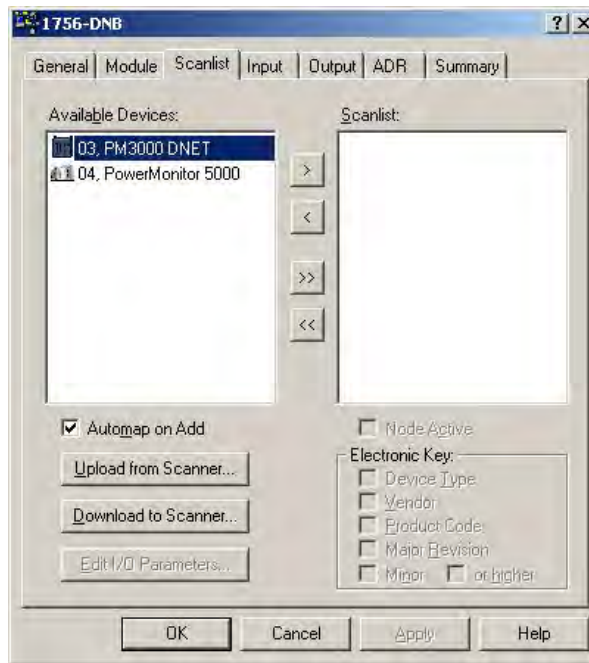 1756-DNB
General Module Scanlist Input Output ADR Summary
Available Devices:
03, PM3000 DNET
04, PowerMonitor 5000
>
<
>>
<<
Scanlist:
Automap on Add
Upload from Scanner...
Download to Scanner...
Edit I/O Parameters...
Node Active
Electronic Key:
Device Type
Vendor
Product Code
Major Revision
Minor or higher
OK Cancel Apply Help